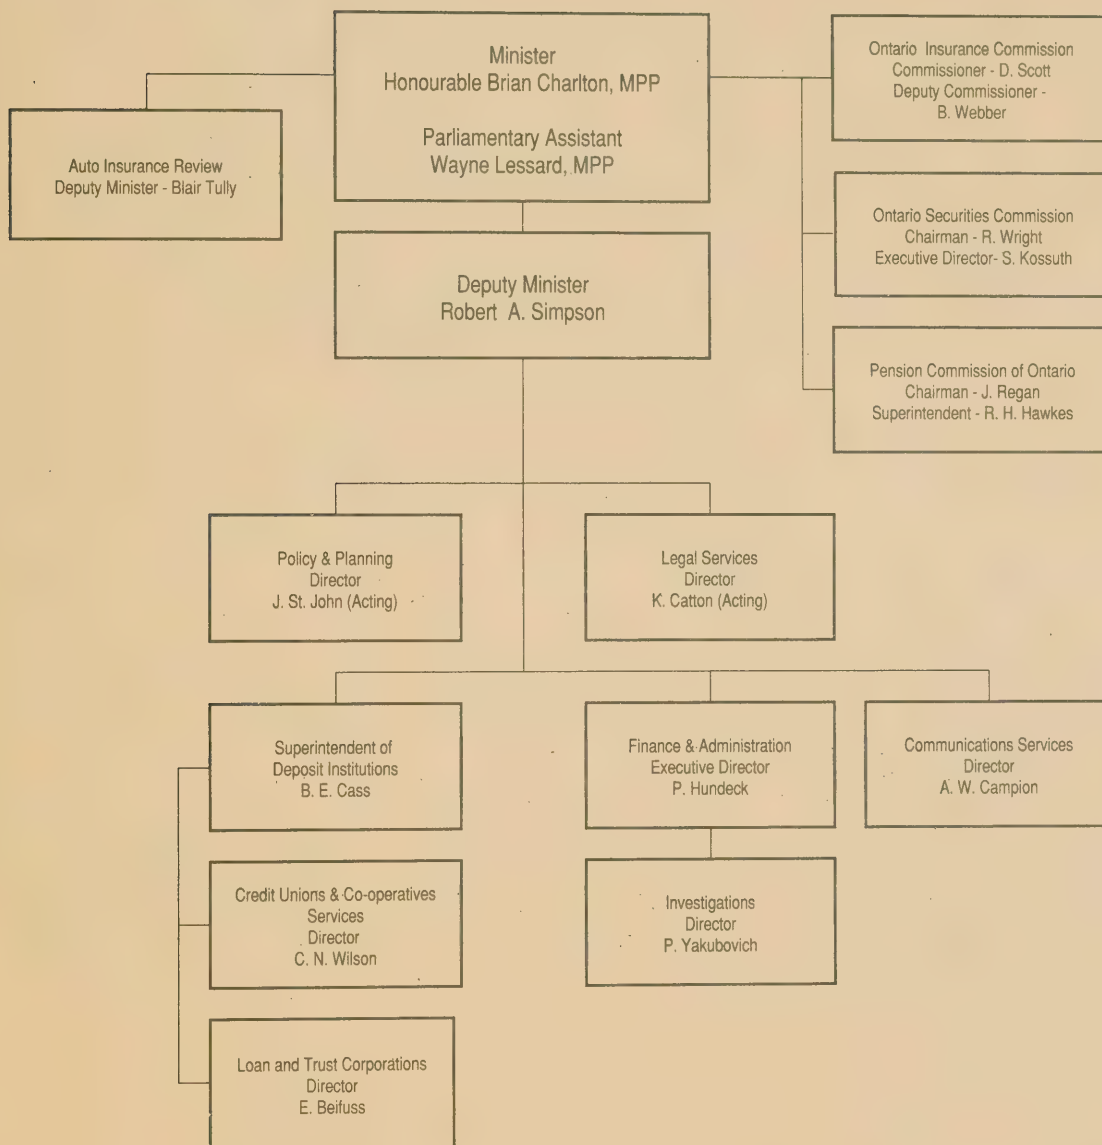 Minister
Honourable Brian Charlton, MPP
Parliamentary Assistant
Wayne Lessard, MPP
Auto Insurance Review
Deputy Minister - Blair Tully
Ontario Insurance Commission
Commissioner - D. Scott
Deputy Commissioner -
B. Webber
Ontario Securities Commission
Chairman - R. Wright
Executive Director- S. Kossuth
Pension Commission of Ontario
Chairman - J. Regan
Superintendent - R. H. Hawkes
Deputy Minister
Robert A. Simpson
Policy & Planning
Director
J. St. John (Acting)
Legal Services
Director
K. Catton (Acting)
Superintendent of
Deposit Institutions
B. E. Cass
Finance & Administration
Executive Director
P. Hundeck
Communications Services
Director
A. W. Campion
Credit Unions & Co-operatives
Services
Director
C. N. Wilson
Investigations
Director
P. Yakubovich
Loan and Trust Corporations
Director
E. Beifuss